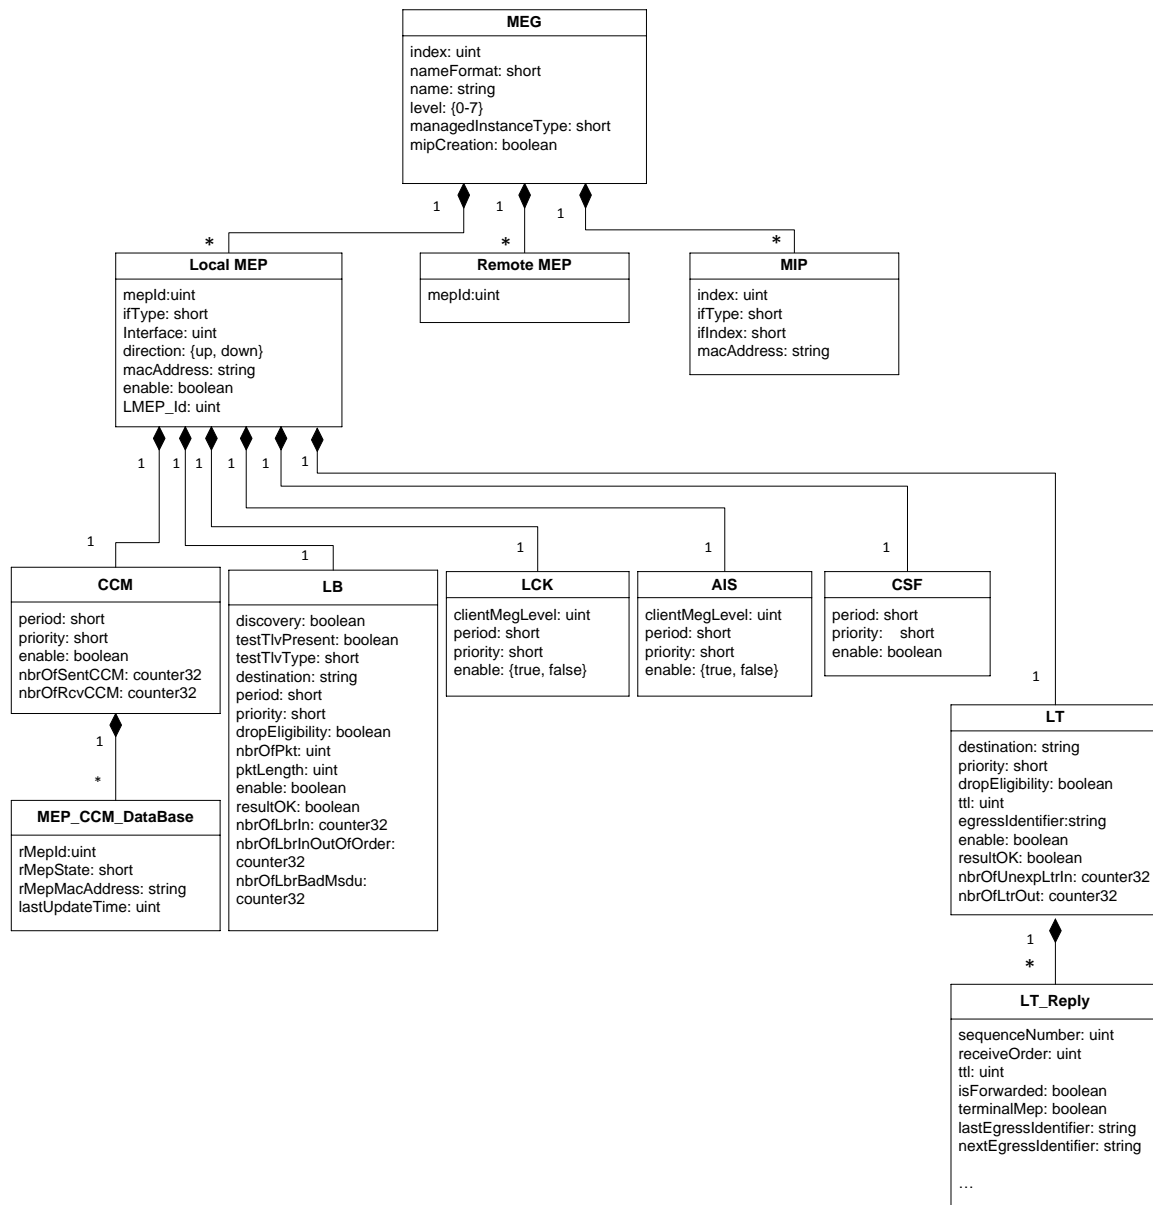 MEG
index: uint
nameFormat: short
name: string
level: {0-7}
managedInstanceType: short
mipCreation: boolean
1
1
1
*
*
*
Local MEP
mepId:uint
ifType: short
Interface: uint
direction: {up, down}
macAddress: string
enable: boolean
LMEP_Id: uint
Remote MEP
mepId:uint
MIP
index: uint
ifType: short
ifIndex: short
macAddress: string
1
1
1
1
1
1
1
1
1
1
1
1
CCM
period: short
priority: short
enable: boolean
nbrOfSentCCM: counter32
nbrOfRcvCCM: counter32
LB
discovery: boolean
testTlvPresent: boolean
testTlvType: short
destination: string
period: short
priority: short
dropEligibility: boolean
nbrOfPkt: uint
pktLength: uint
enable: boolean
resultOK: boolean
nbrOfLbrIn: counter32
nbrOfLbrInOutOfOrder:
counter32
nbrOfLbrBadMsdu:
counter32
LCK
clientMegLevel: uint
period: short
priority: short
enable: {true, false}
AIS
clientMegLevel: uint
period: short
priority: short
enable: {true, false}
CSF
period: short
priority: short
enable: boolean
LT
destination: string
priority: short
dropEligibility: boolean
ttl: uint
egressIdentifier:string
enable: boolean
resultOK: boolean
nbrOfUnexpLtrIn: counter32
nbrOfLtrOut: counter32
1
*
MEP_CCM_DataBase
rMepId:uint
rMepState: short
rMepMacAddress: string
lastUpdateTime: uint
1
*
LT_Reply
sequenceNumber: uint
receiveOrder: uint
ttl: uint
isForwarded: boolean
terminalMep: boolean
lastEgressIdentifier: string
nextEgressIdentifier: string
…